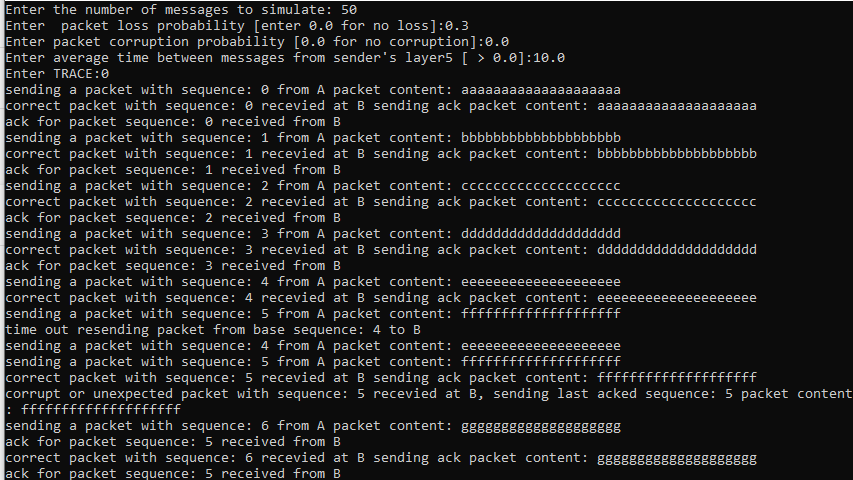 Enter the number of messages to simulate: 50
Enter  packet loss probability [enter 0.0 for no loss]:0.3
Enter packet corruption probability [0.0 for no corruption]:0.0
Enter average time between messages from sender's layer5 [ > 0.0]:10.0
Enter TRACE:0
sending a packet with sequence: 0 from A packet content: aaaaaaaaaaaaaaaaaaaa
correct packet with sequence: 0 recevied at B sending ack packet content: aaaaaaaaaaaaaaaaaaaa
ack for packet sequence: 0 received from B
sending a packet with sequence: 1 from A packet content: bbbbbbbbbbbbbbbbbbbb
correct packet with sequence: 1 recevied at B sending ack packet content: bbbbbbbbbbbbbbbbbbbb
ack for packet sequence: 1 received from B
sending a packet with sequence: 2 from A packet content: cccccccccccccccccccc
correct packet with sequence: 2 recevied at B sending ack packet content: cccccccccccccccccccc
ack for packet sequence: 2 received from B
sending a packet with sequence: 3 from A packet content: dddddddddddddddddddd
correct packet with sequence: 3 recevied at B sending ack packet content: dddddddddddddddddddd
ack for packet sequence: 3 received from B
sending a packet with sequence: 4 from A packet content: eeeeeeeeeeeeeeeeeeee
correct packet with sequence: 4 recevied at B sending ack packet content: eeeeeeeeeeeeeeeeeeee
sending a packet with sequence: 5 from A packet content: ffffffffffffffffffff
time out resending packet from base sequence: 4 to B
sending a packet with sequence: 4 from A packet content: eeeeeeeeeeeeeeeeeeee
sending a packet with sequence: 5 from A packet content: ffffffffffffffffffff
correct packet with sequence: 5 recevied at B sending ack packet content: ffffffffffffffffffff
corrupt or unexpected packet with sequence: 5 recevied at B, sending last acked sequence: 5 packet content
: ffffffffffffffffffff
sending a packet with sequence: 6 from A packet content: gggggggggggggggggggg
ack for packet sequence: 5 received from B
correct packet with sequence: 6 recevied at B sending ack packet content: gggggggggggggggggggg
ack for packet sequence: 5 received from B